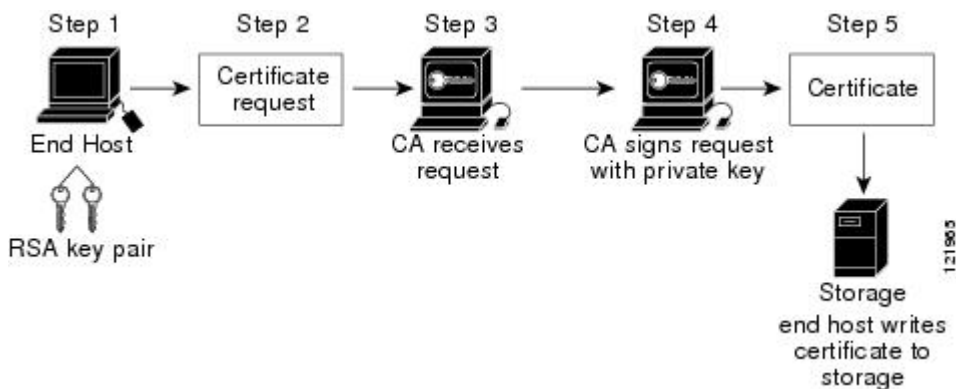 Step 1
Step 2
Step 3
Step 4
Step 5
Certificate
request
Certificate
End Host
CA receives
request
CA signs request
with private key
RSA key pair
Storage
end host writes
certificate to
storage
121965